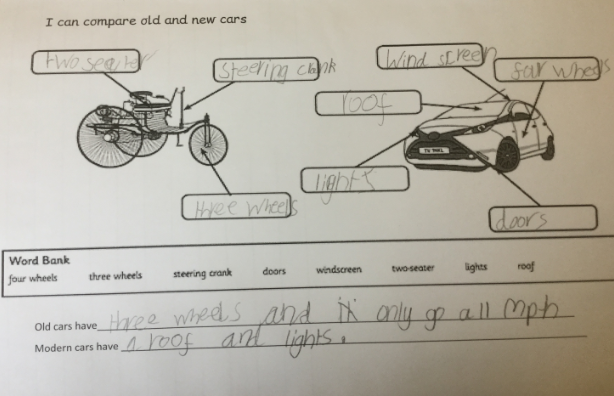 I can compare old and new cars
two seater
steering crank
wind screen
four wheels
roof
lights
three wheels
doors
Word Bank
four wheels three wheels steering crank doors windscreen two-seater lights roof
Old cars have three wheels and it only go all mph
Modern cars have a roof and lights.